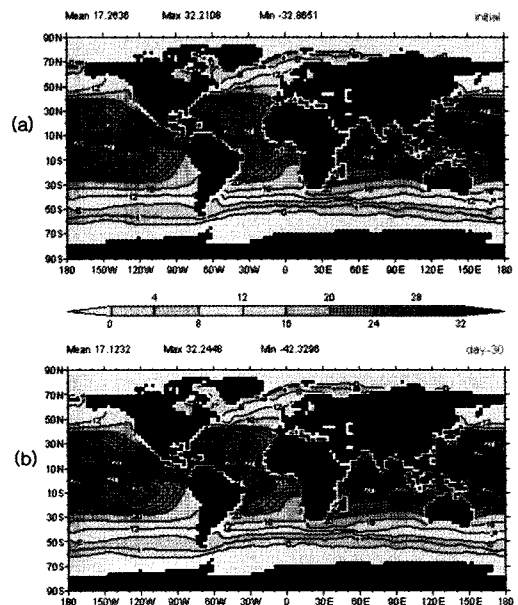 Mean 17.2636 Max 32.2108 Min -32.8651 initial
(a)
90N
70N
50N
30N
10N
10S
30S
50S
70S
90S
180 150W 120W 90W 60W 30W 0 30E 60E 90E 120E 150E 180
4 12 20 28
0 8 16 24 32
Mean 17.1232 Max 32.2448 Min -42.3296 day-30
(b)
90N
70N
50N
30N
10N
10S
30S
50S
70S
90S
180 150W 120W 90W 60W 30W 0 30E 60E 90E 120E 150E 180